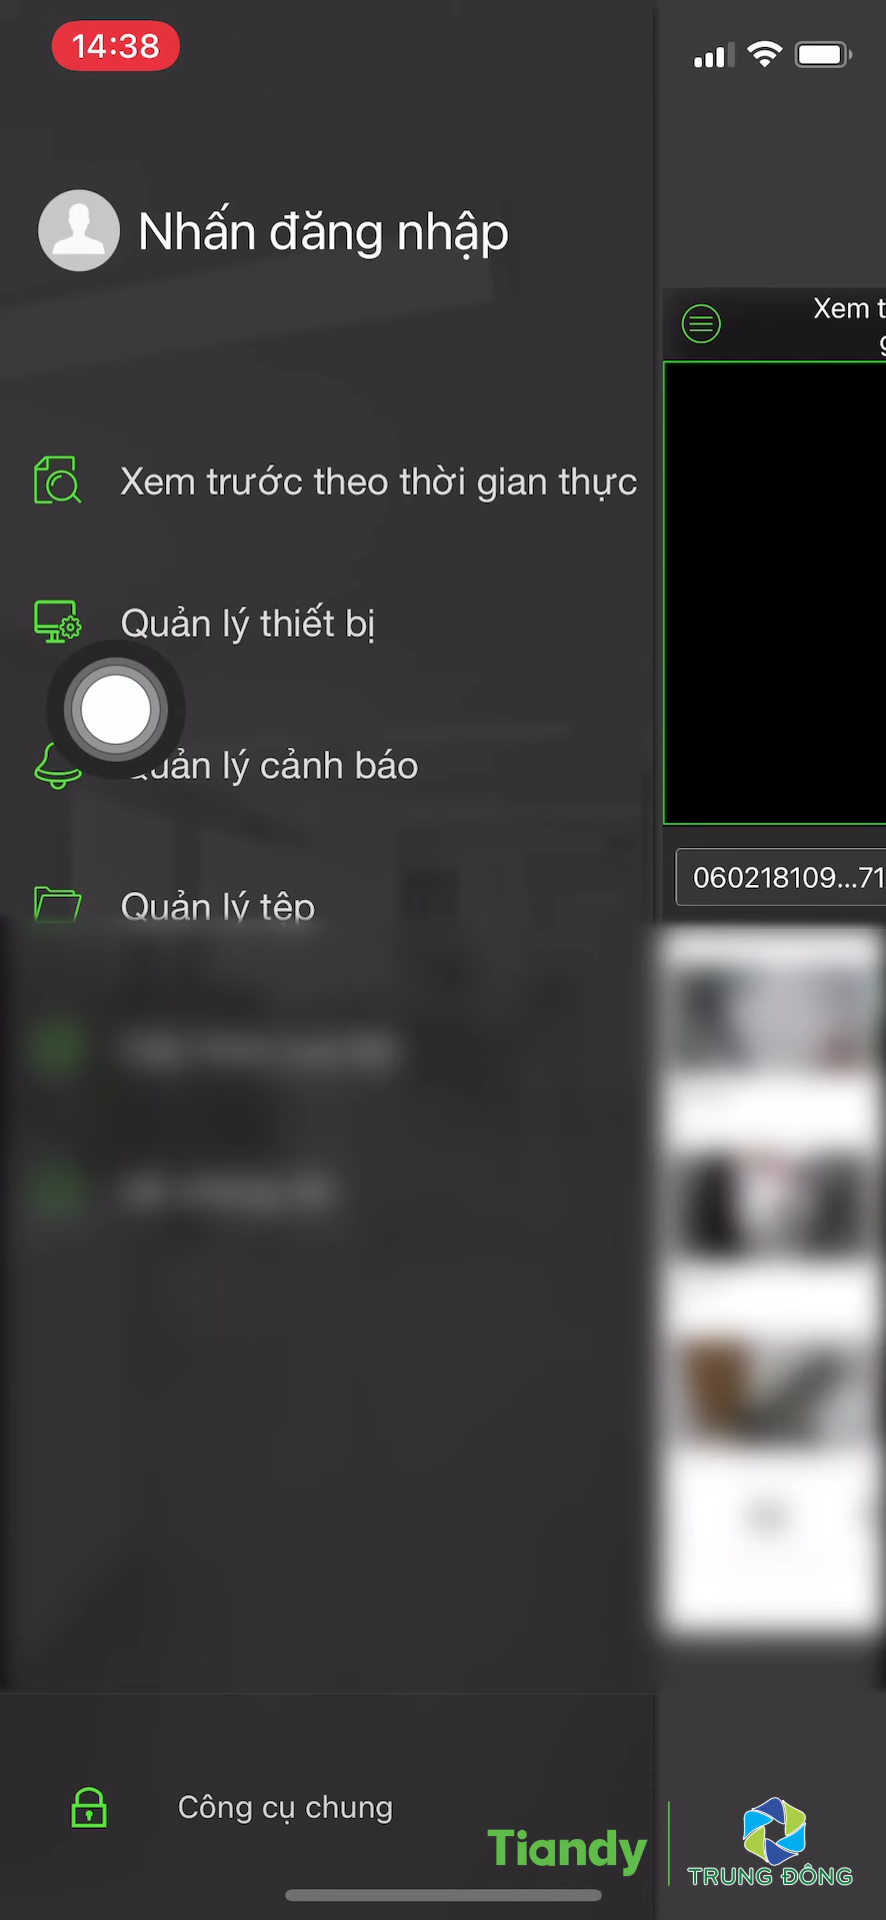 14:38
Nhấn đăng nhập
Xem t
Xem trước theo thời gian thực
Quản lý thiết bị
uản lý cảnh báo
060218109...71
Quản lý tệp
Công cụ chung
Tiandy
TRUNG ĐÔNG